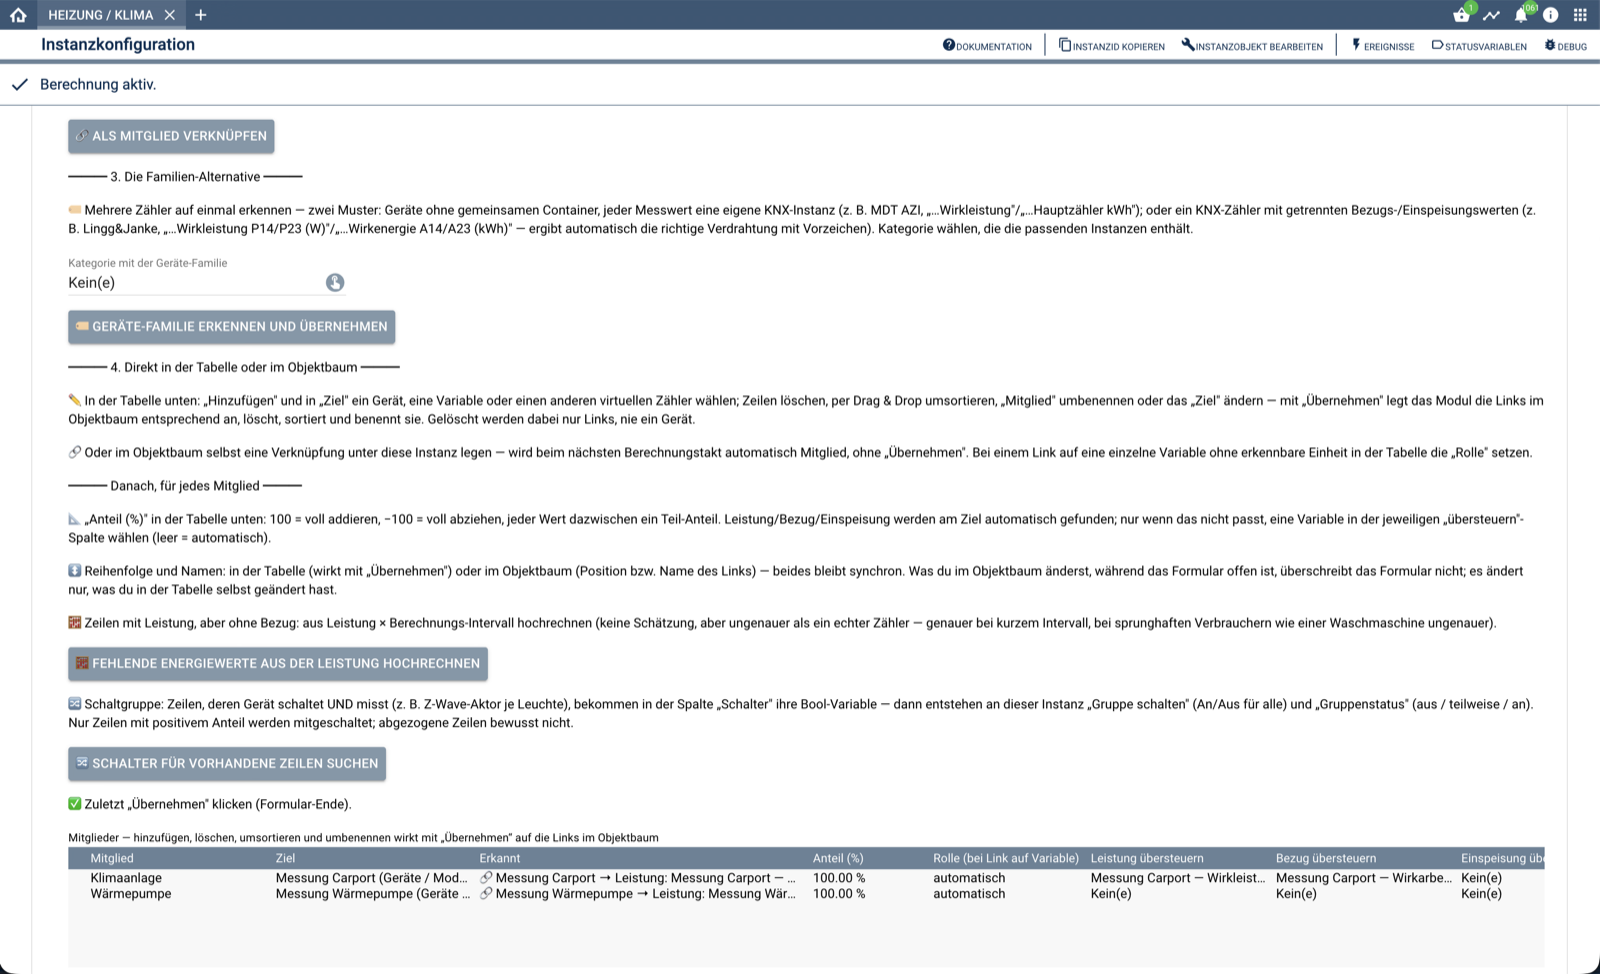 HEIZUNG / KLIMA
1
1061
Instanzkonfiguration
DOKUMENTATION
INSTANZID KOPIEREN
INSTANZOBJEKT BEARBEITEN
EREIGNISSE
STATUSVARIABLEN
DEBUG
Berechnung aktiv.
ALS MITGLIED VERKNÜPFEN
3. Die Familien-Alternative
Mehrere Zähler auf einmal erkennen — zwei Muster: Geräte ohne gemeinsamen Container, jeder Messwert eine eigene KNX-Instanz (z. B. MDT AZI, „…Wirkleistung"/„…Hauptzähler kWh"); oder ein KNX-Zähler mit getrennten Bezugs-/Einspeisungswerten (z.
B. Lingg&Janke, „…Wirkleistung P14/P23 (W)"/„…Wirkenergie A14/A23 (kWh)" — ergibt automatisch die richtige Verdrahtung mit Vorzeichen). Kategorie wählen, die die passenden Instanzen enthält.
Kategorie mit der Geräte-Familie
Kein(e)
GERÄTE-FAMILIE ERKENNEN UND ÜBERNEHMEN
4. Direkt in der Tabelle oder im Objektbaum
In der Tabelle unten: „Hinzufügen" und in „Ziel" ein Gerät, eine Variable oder einen anderen virtuellen Zähler wählen; Zeilen löschen, per Drag & Drop umsortieren, „Mitglied" umbenennen oder das „Ziel" ändern — mit „Übernehmen" legt das Modul die Links im
Objektbaum entsprechend an, löscht, sortiert und benennt sie. Gelöscht werden dabei nur Links, nie ein Gerät.
Oder im Objektbaum selbst eine Verknüpfung unter diese Instanz legen — wird beim nächsten Berechnungstakt automatisch Mitglied, ohne „Übernehmen". Bei einem Link auf eine einzelne Variable ohne erkennbare Einheit in der Tabelle die „Rolle" setzen.
Danach, für jedes Mitglied
„Anteil (%)" in der Tabelle unten: 100 = voll addieren, −100 = voll abziehen, jeder Wert dazwischen ein Teil-Anteil. Leistung/Bezug/Einspeisung werden am Ziel automatisch gefunden; nur wenn das nicht passt, eine Variable in der jeweiligen „übersteuern"-
Spalte wählen (leer = automatisch).
Reihenfolge und Namen: in der Tabelle (wirkt mit „Übernehmen") oder im Objektbaum (Position bzw. Name des Links) — beides bleibt synchron. Was du im Objektbaum änderst, während das Formular offen ist, überschreibt das Formular nicht; es ändert
nur, was du in der Tabelle selbst geändert hast.
Zeilen mit Leistung, aber ohne Bezug: aus Leistung × Berechnungs-Intervall hochrechnen (keine Schätzung, aber ungenauer als ein echter Zähler — genauer bei kurzem Intervall, bei sprunghaften Verbrauchern wie einer Waschmaschine ungenauer).
FEHLENDE ENERGIEWERTE AUS DER LEISTUNG HOCHRECHNEN
Schaltgruppe: Zeilen, deren Gerät schaltet UND misst (z. B. Z-Wave-Aktor je Leuchte), bekommen in der Spalte „Schalter" ihre Bool-Variable — dann entstehen an dieser Instanz „Gruppe schalten" (An/Aus für alle) und „Gruppenstatus" (aus / teilweise / an).
Nur Zeilen mit positivem Anteil werden mitgeschaltet; abgezogene Zeilen bewusst nicht.
SCHALTER FÜR VORHANDENE ZEILEN SUCHEN
Zuletzt „Übernehmen" klicken (Formular-Ende).
Mitglieder — hinzufügen, löschen, umsortieren und umbenennen wirkt mit „Übernehmen" auf die Links im Objektbaum
Mitglied Ziel Erkannt Anteil (%) Rolle (bei Link auf Variable) Leistung übersteuern Bezug übersteuern Einspeisung übe
Klimaanlage Messung Carport (Geräte / Mod… Messung Carport → Leistung: Messung Carport — … 100.00 % automatisch Messung Carport — Wirkleist… Messung Carport — Wirkarbe… Kein(e)
Wärmepumpe Messung Wärmepumpe (Geräte … Messung Wärmepumpe → Leistung: Messung Wär… 100.00 % automatisch Kein(e) Kein(e) Kein(e)